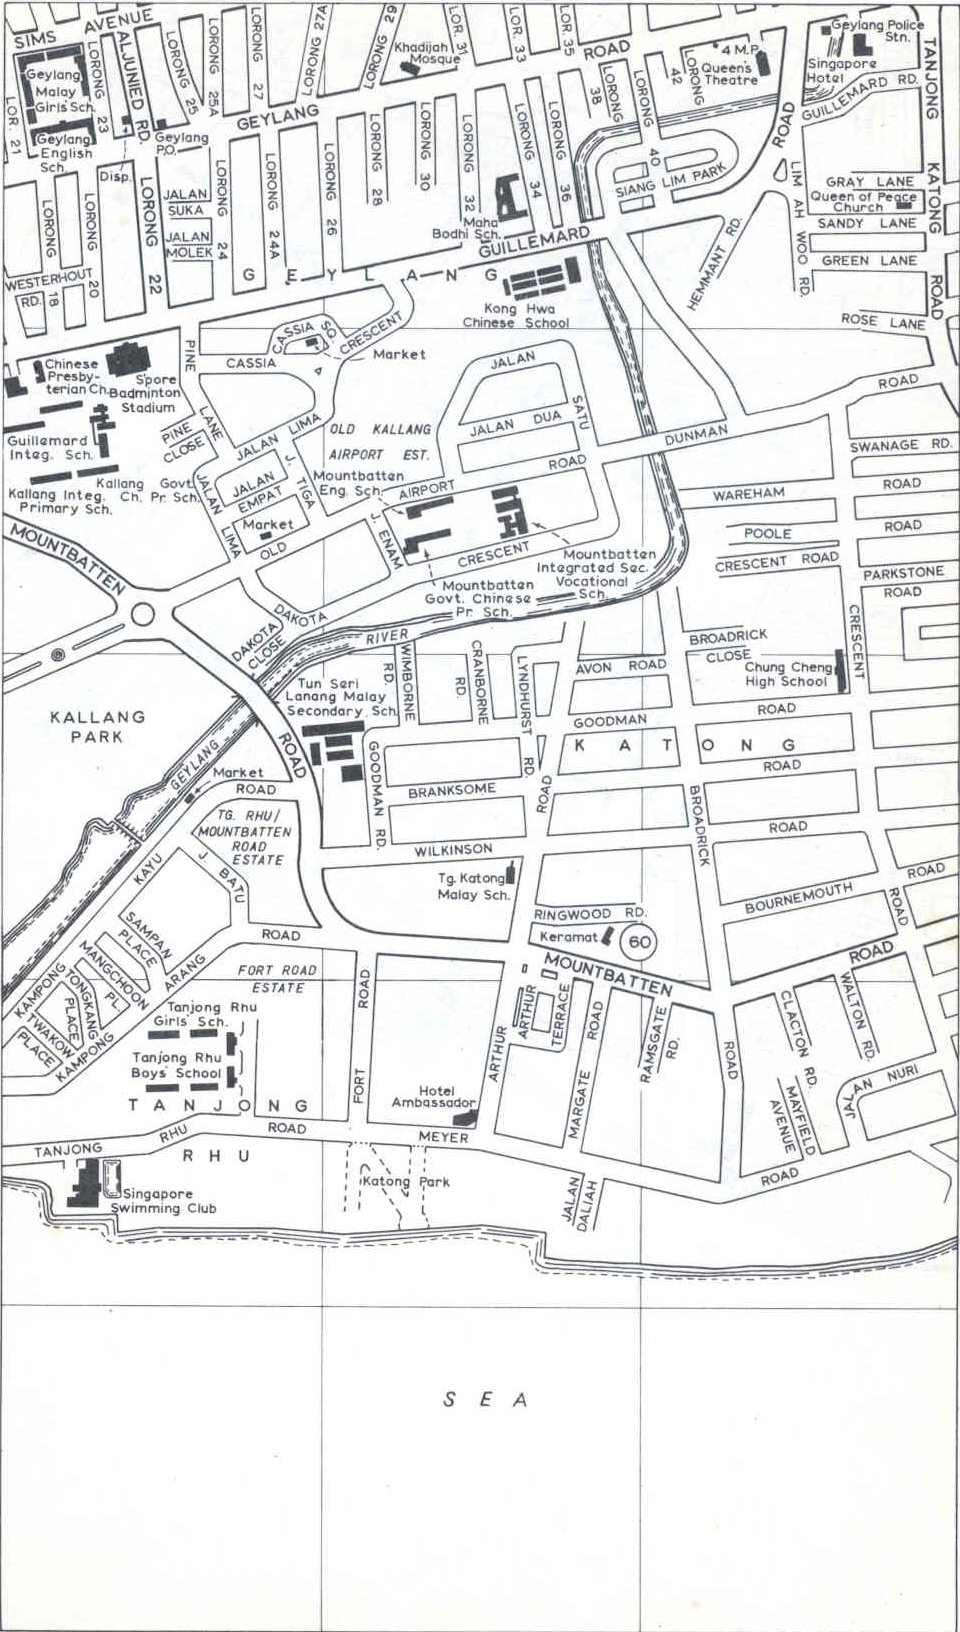 SIMS AVENUE
ALJUNIED RD.
LORONG 23
LORONG 25
LORONG 25A
LORONG 27
LORONG 27A
LORONG 29
LOR. 31
LOR. 33
LOR. 35
ROAD
Khadijah
Mosque
4 M.P.
Queen's
Theatre
Geylang Police
Stn.
Singapore
Hotel
GUILLEMARD RD.
TANJONG
KATONG
ROAD
Geylang
Malay
Girls' Sch.
LOR. 21
Geylang
English
Sch.
Disp.
Geylang
P.O.
GEYLANG
LORONG 38
LORONG 40
LORONG 42
ROAD
LORONG 18
LORONG 20
LORONG 22
JALAN
SUKA
JALAN
MOLEK
LORONG 24
LORONG 24A
LORONG 26
LORONG 28
LORONG 30
LORONG 32
LORONG 34
LORONG 36
Maha
Bodhi Sch.
SIANG LIM PARK
LIM AH WOO RD.
GRAY LANE
Queen of Peace
Church
SANDY LANE
GREEN LANE
ROSE LANE
HEMMANT RD.
WESTERHOUT
RD.
GEYLANG
GUILLEMARD
Kong Hwa
Chinese School
CASSIA
SQ.
CASSIA
CRESCENT
Market
Chinese
Presby-
terian Ch.
S'pore
Badminton
Stadium
PINE
LANE
PINE
CLOSE
Guillemard
Integ. Sch.
Kallang Integ.
Primary Sch.
Kallang Govt.
Ch. Pr. Sch.
JALAN LIMA
JALAN LIMA
JALAN
EMPAT
J. TIGA
Market
OLD KALLANG
AIRPORT EST.
Mountbatten
Eng. Sch.
OLD
AIRPORT
ROAD
JALAN
SATU
JALAN DUA
J. ENAM
CRESCENT
DAKOTA
DAKOTA
CLOSE
Mountbatten
Govt. Chinese
Pr. Sch.
Mountbatten
Integrated Sec.
Vocational
Sch.
DUNMAN
ROAD
SWANAGE RD.
WAREHAM
ROAD
POOLE
ROAD
CRESCENT ROAD
PARKSTONE
ROAD
CRESCENT
MOUNTBATTEN
ROAD
KALLANG
PARK
GEYLANG
RIVER
Tun Seri
Lanang Malay
Secondary Sch.
WIMBORNE
RD.
CRANBORNE
RD.
LYNDHURST
RD.
AVON ROAD
BROADRICK
CLOSE
Chung Cheng
High School
GOODMAN
ROAD
KATONG
GOODMAN RD.
BRANKSOME
ROAD
ROAD
BROADRICK
ROAD
WILKINSON
ROAD
Tg. Katong
Malay Sch.
BOURNEMOUTH
ROAD
ROAD
RINGWOOD RD.
Keramat
60
MOUNTBATTEN
ROAD
Market
ROAD
TG. RHU/
MOUNTBATTEN
ROAD
ESTATE
KAYU
J. BATU
SAMPAN
PLACE
MANGCHOON
PL.
TONGKANG
PLACE
TWAKOW
PLACE
KAMPONG
KAMPONG
ARANG
ROAD
FORT ROAD
ESTATE
Tanjong Rhu
Girls' Sch.
Tanjong Rhu
Boys' School
TANJONG
RHU
FORT
ROAD
ARTHUR
ROAD
ARTHUR
TERRACE
MARGATE
ROAD
RAMSGATE
RD.
CLACTON RD.
WALTON RD.
MAYFIELD
AVENUE
JALAN NURI
Hotel
Ambassador
TANJONG
RHU
ROAD
MEYER
ROAD
Katong Park
JALAN
DALIAH
Singapore
Swimming Club
SEA